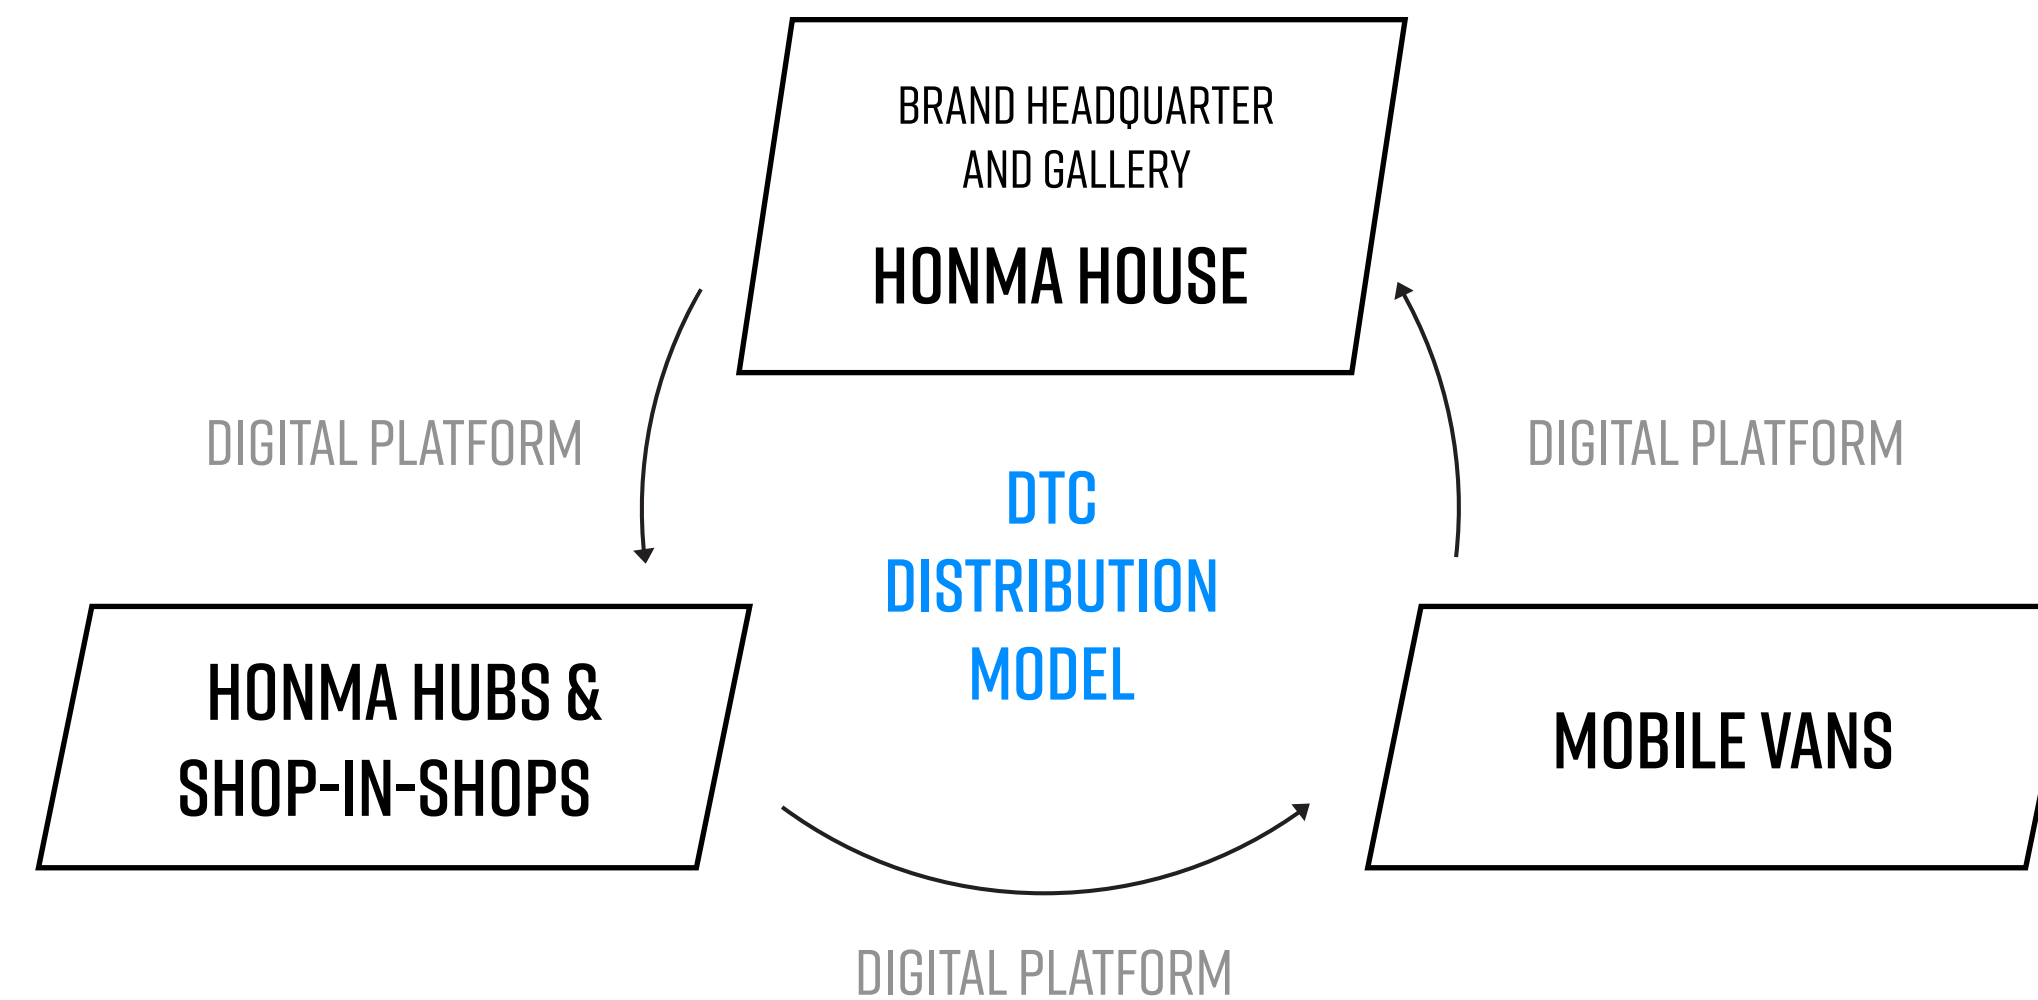 BRAND HEADQUARTER
AND GALLERY
HONMA HOUSE
DIGITAL PLATFORM
DIGITAL PLATFORM
DTC
DISTRIBUTION
MODEL
HONMA HUBS &
SHOP-IN-SHOPS
MOBILE VANS
DIGITAL PLATFORM